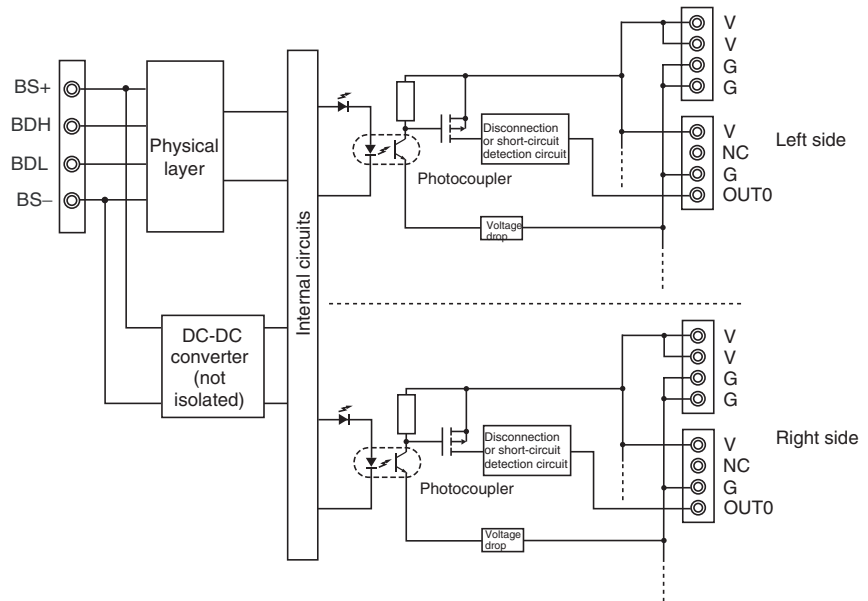 BS+
BDH
BDL
BS−
Physical
layer
DC-DC
converter
(not
isolated)
Internal circuits
Disconnection
or short-circuit
detection circuit
Photocoupler
Voltage
drop
V
V
G
G
V
NC
G
OUT0
Left side
Disconnection
or short-circuit
detection circuit
Photocoupler
Voltage
drop
V
V
G
G
V
NC
G
OUT0
Right side